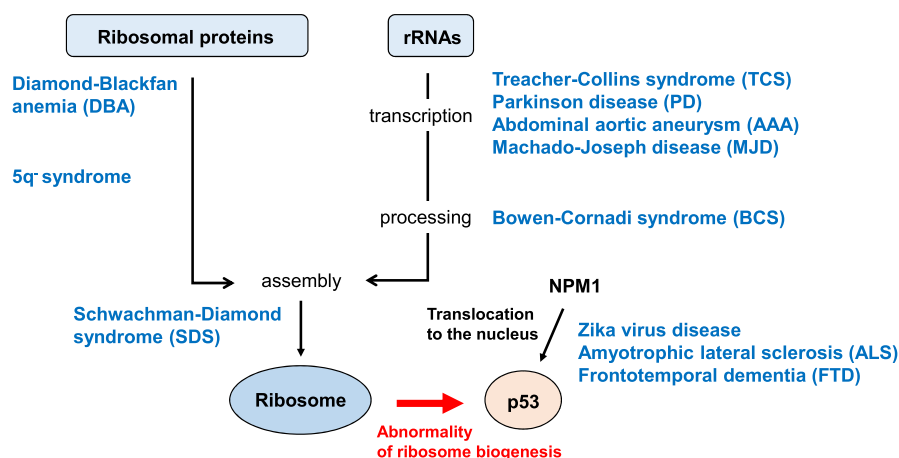 Ribosomal proteins
rRNAs
Diamond-Blackfan
anemia (DBA)
5q- syndrome
transcription
Treacher-Collins syndrome (TCS)
Parkinson disease (PD)
Abdominal aortic aneurysm (AAA)
Machado-Joseph disease (MJD)
processing
Bowen-Cornadi syndrome (BCS)
assembly
Schwachman-Diamond
syndrome (SDS)
NPM1
Translocation
to the nucleus
Zika virus disease
Amyotrophic lateral sclerosis (ALS)
Frontotemporal dementia (FTD)
Ribosome
p53
Abnormality
of ribosome biogenesis